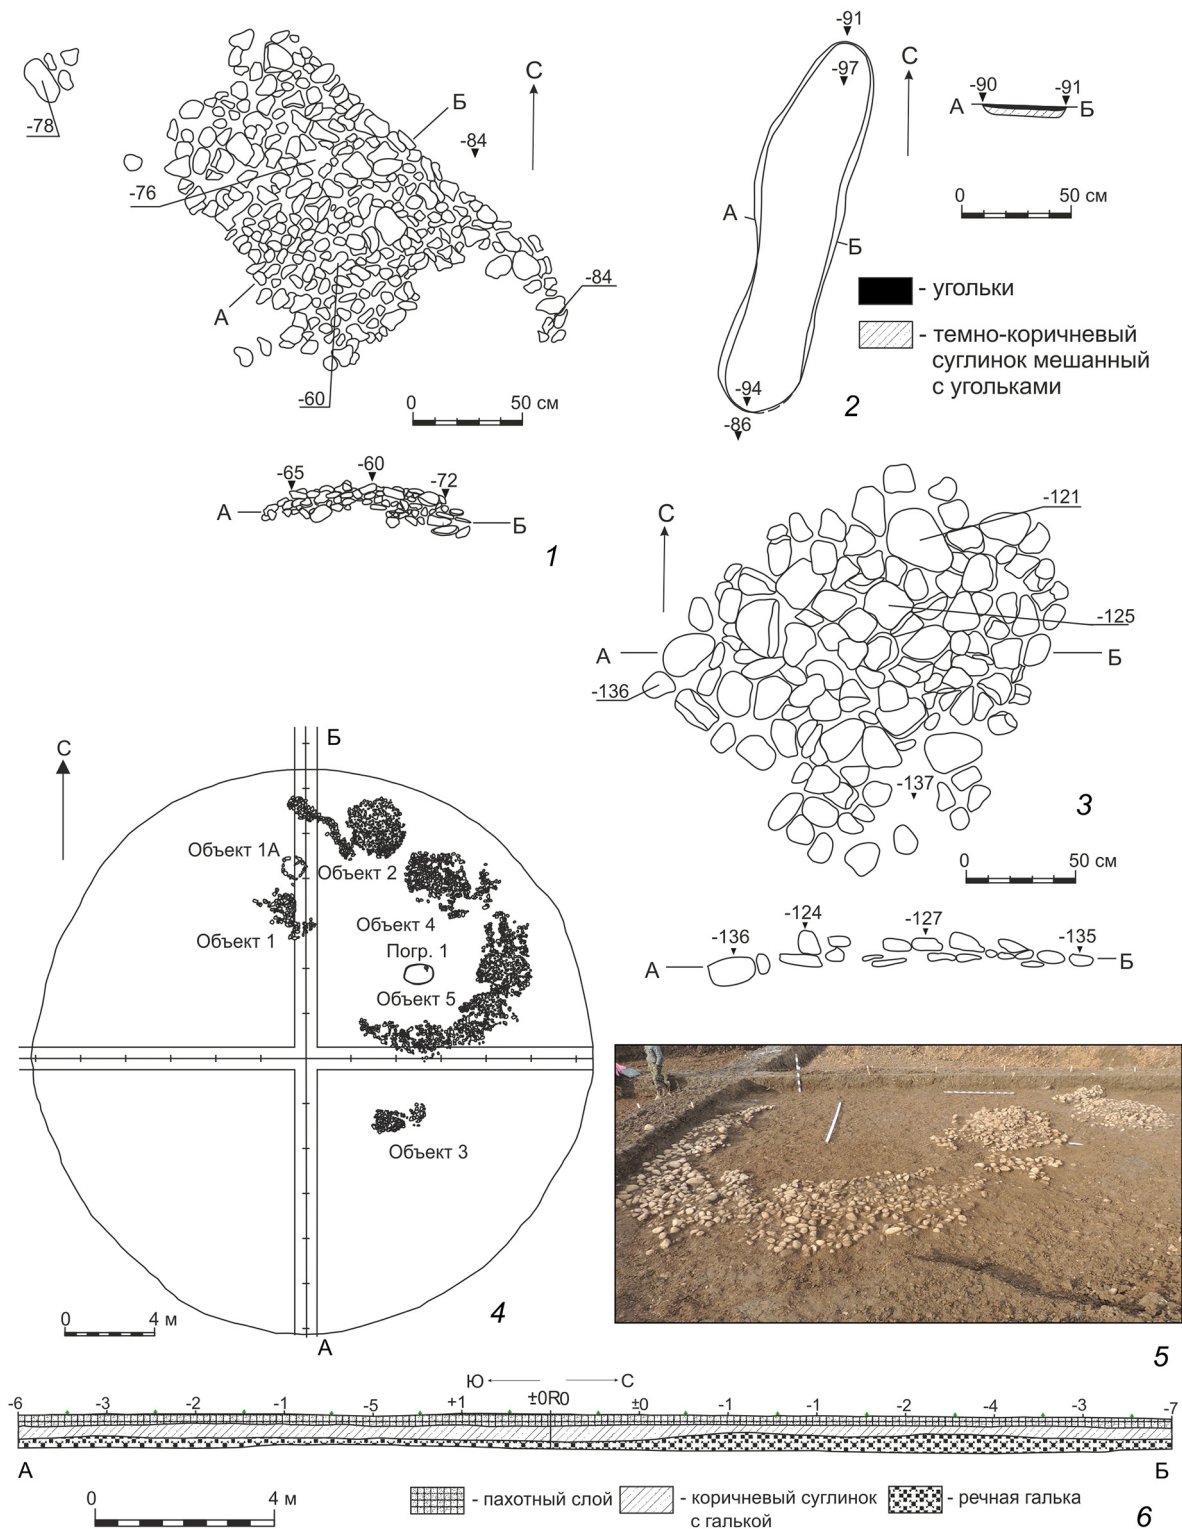 -78
-76
А
Б
-84
С
-84
-60
0 50 см
-65
-60
-72
А
Б
1
-91
-97
С
А
Б
-94
-86
-90
-91
А
Б
0 50 см
- угольки
- темно-коричневый
суглинок мешанный
с угольками
2
С
-121
-125
А
Б
-136
-137
3
0 50 см
-136
-124
-127
-135
А
Б
С
Б
Объект 1А
Объект 2
Объект 4
Объект 1
Погр. 1
Объект 5
Объект 3
4
0 4 м
А
5
Ю С
-6 -3 -2 -1 -5 +1 ±0R0 ±0 -1 -1 -2 -4 -3 -7
А Б
0 4 м
- пахотный слой
- коричневый суглинок
с галькой
- речная галька
6